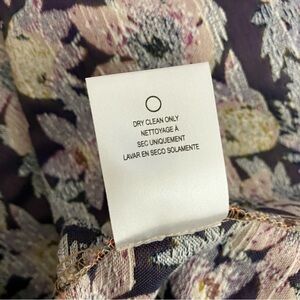 DRY CLEAN ONLY
NETTOYAGE À
SEC UNIQUEMENT
LAVAR EN SECO SOLAMENTE